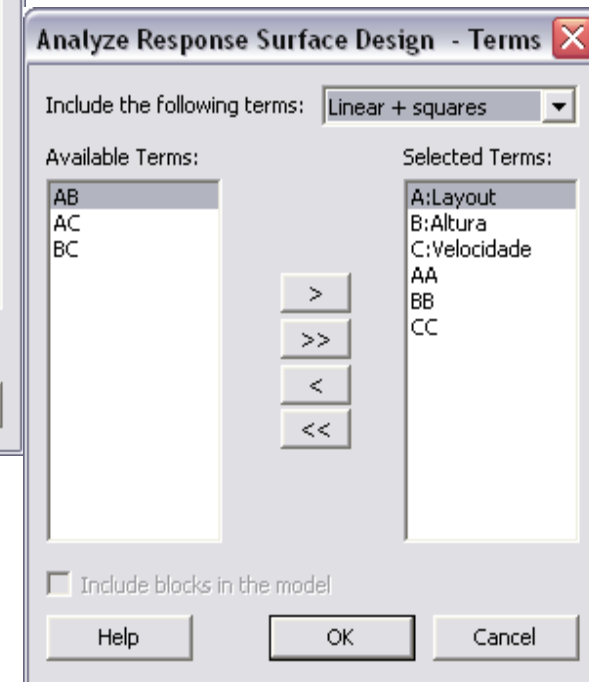 Analyze Response Surface Design - Terms
Include the following terms: Linear + squares
Available Terms:
AB
AC
BC
>
>>
<
<<
Selected Terms:
A:Layout
B:Altura
C:Velocidade
AA
BB
CC
Include blocks in the model
Help OK Cancel